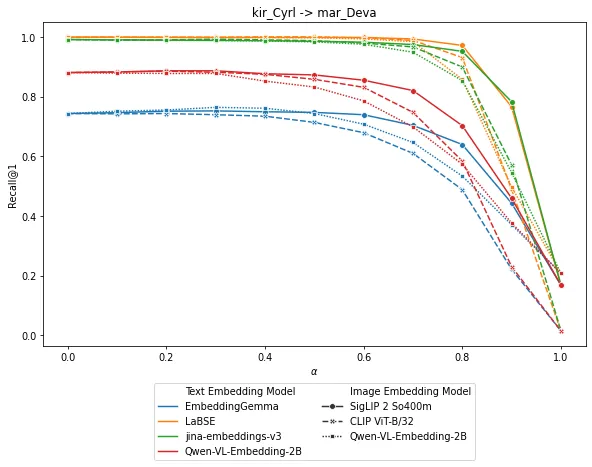 kir_Cyrl -> mar_Deva
Recall@1
1.0
0.8
0.6
0.4
0.2
0.0
0.0 0.2 0.4 0.6 0.8 1.0
α
Text Embedding Model
EmbeddingGemma
LaBSE
jina-embeddings-v3
Qwen-VL-Embedding-2B
Image Embedding Model
SigLIP 2 So400m
CLIP ViT-B/32
Qwen-VL-Embedding-2B